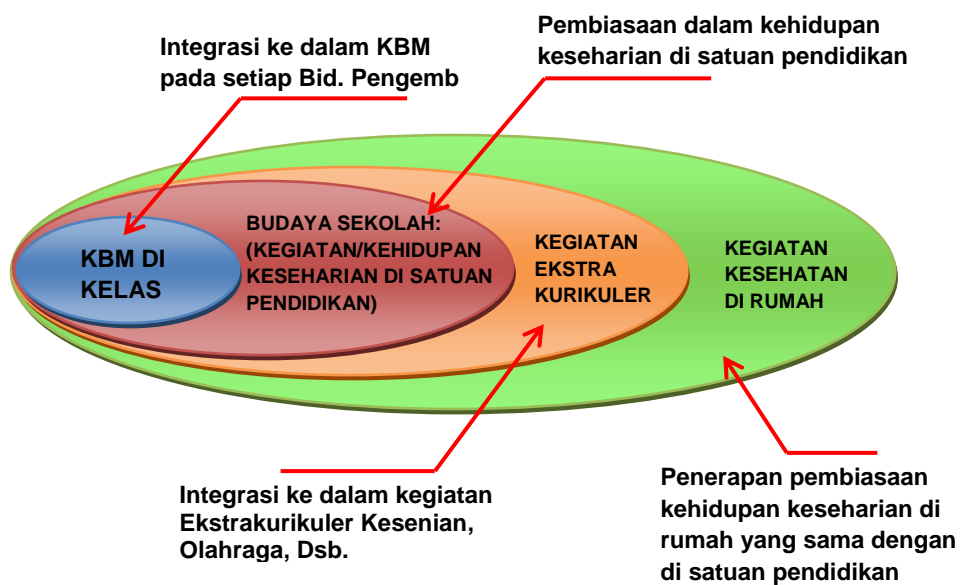 Integrasi ke dalam KBM
pada setiap Bid. Pengemb
Pembiasaan dalam kehidupan
keseharian di satuan pendidikan
KBM DI
KELAS
BUDAYA SEKOLAH:
(KEGIATAN/KEHIDUPAN
KESEHARIAN DI SATUAN
PENDIDIKAN)
KEGIATAN
EKSTRA
KURIKULER
KEGIATAN
KESEHATAN
DI RUMAH
Integrasi ke dalam kegiatan
Ekstrakurikuler Kesenian,
Olahraga, Dsb.
Penerapan pembiasaan
kehidupan keseharian di
rumah yang sama dengan
di satuan pendidikan